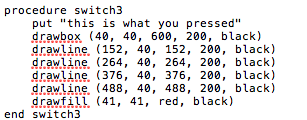 procedure switch3
put "this is what you pressed"
drawbox (40, 40, 600, 200, black)
drawline (152, 40, 152, 200, black)
drawline (264, 40, 264, 200, black)
drawline (376, 40, 376, 200, black)
drawline (488, 40, 488, 200, black)
drawfill (41, 41, red, black)
end switch3